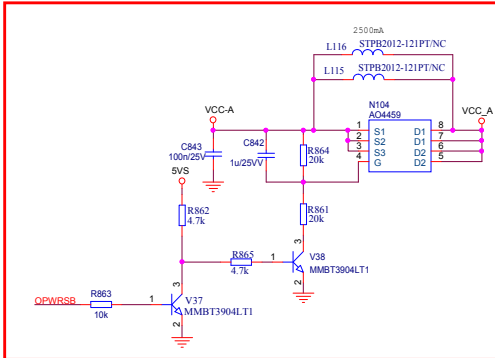 2500mA
L116 STPB2012-121PT/NC
L115 STPB2012-121PT/NC
N104
AO4459
VCC-A
VCC_A
1 S1 D1 8
2 S2 D1 7
3 S3 D2 6
4 G D2 5
C843
100n/25V
C842
1u/25VV
R864
20k
5VS
R862
4.7k
R861
20k
R865
4.7k
1
3
2
V38
MMBT3904LT1
OPWRSB
R863
10k
1
3
2
V37
MMBT3904LT1